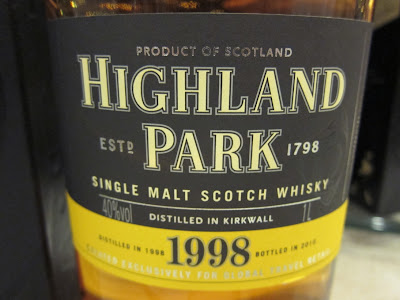 PRODUCT OF SCOTLAND
HIGHLAND
ESTD PARK 1798
SINGLE MALT SCOTCH WHISKY
40%vol DISTILLED IN KIRKWALL 1L
DISTILLED IN 1998 1998 BOTTLED IN 2010
EXCLUSIVELY FOR GLOBAL TRAVEL RETAIL